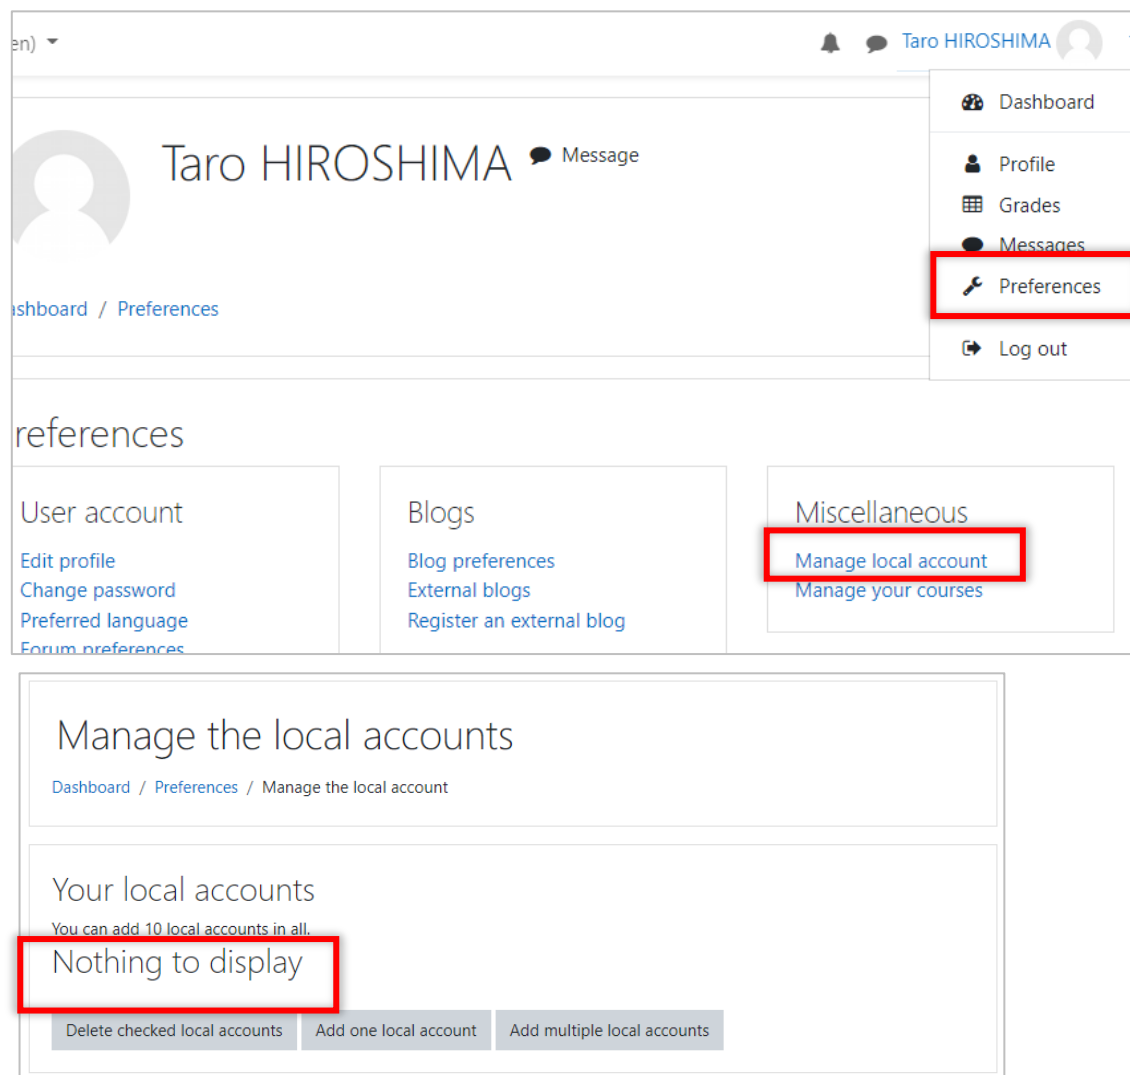 en)
Taro HIROSHIMA
Dashboard
Taro HIROSHIMA Message
Profile
Grades
Messages
Preferences
ashboard / Preferences
Log out
references
User account
Edit profile
Change password
Preferred language
Forum preferences
Blogs
Blog preferences
External blogs
Register an external blog
Miscellaneous
Manage local account
Manage your courses
Manage the local accounts
Dashboard / Preferences / Manage the local account
Your local accounts
You can add 10 local accounts in all.
Nothing to display
Delete checked local accounts Add one local account Add multiple local accounts